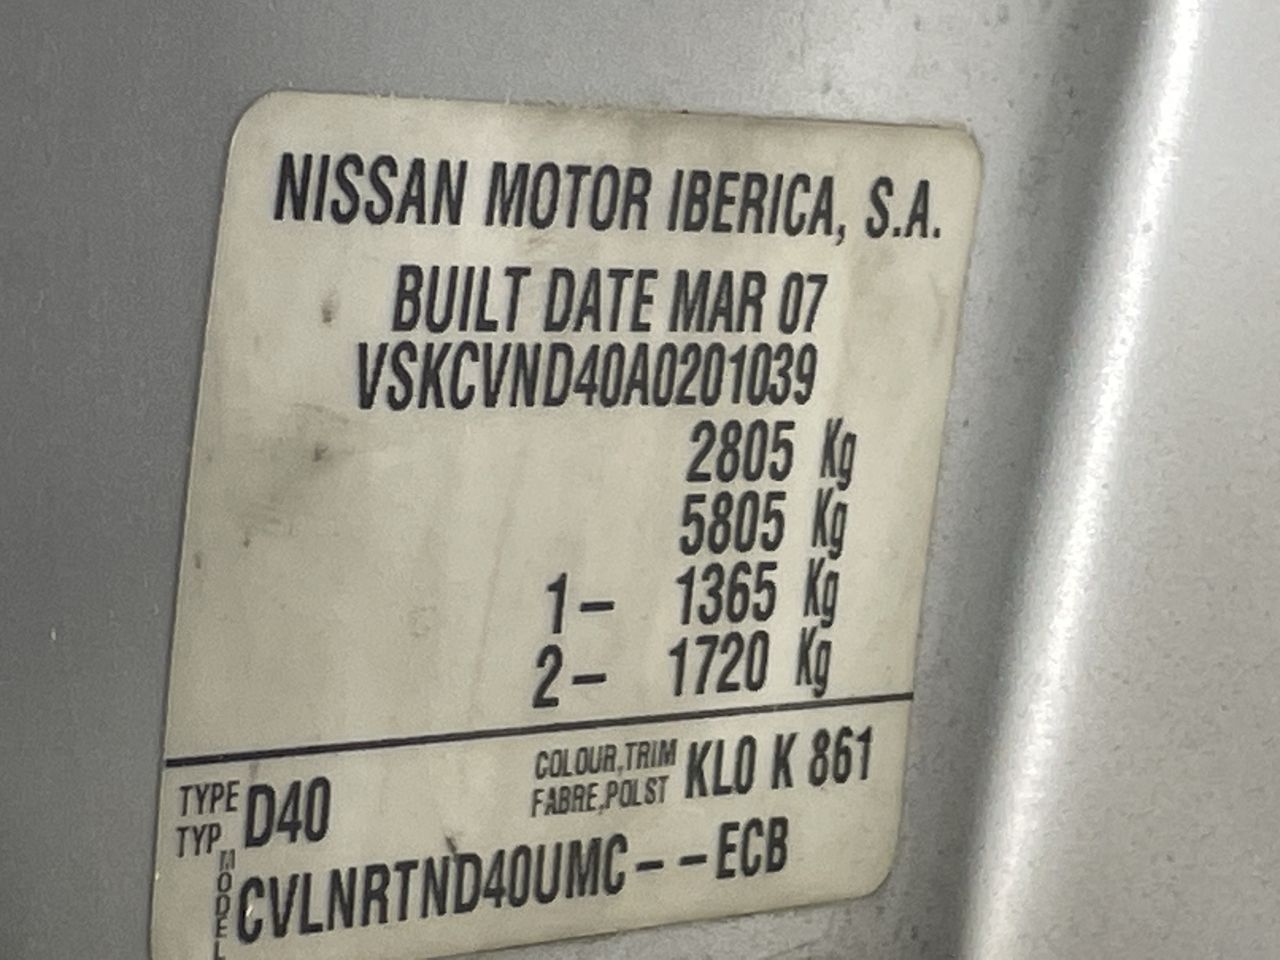 NISSAN MOTOR IBERICA, S.A.
BUILT DATE MAR 07
VSKCVND40A0201039
2805 Kg
5805 Kg
1- 1365 Kg
2- 1720 Kg
TYPE
TYP
D40
COLOUR,TRIM
FABRE,POLST
KL0 K 861
MODEL
CVLNRTND40UMC--ECB